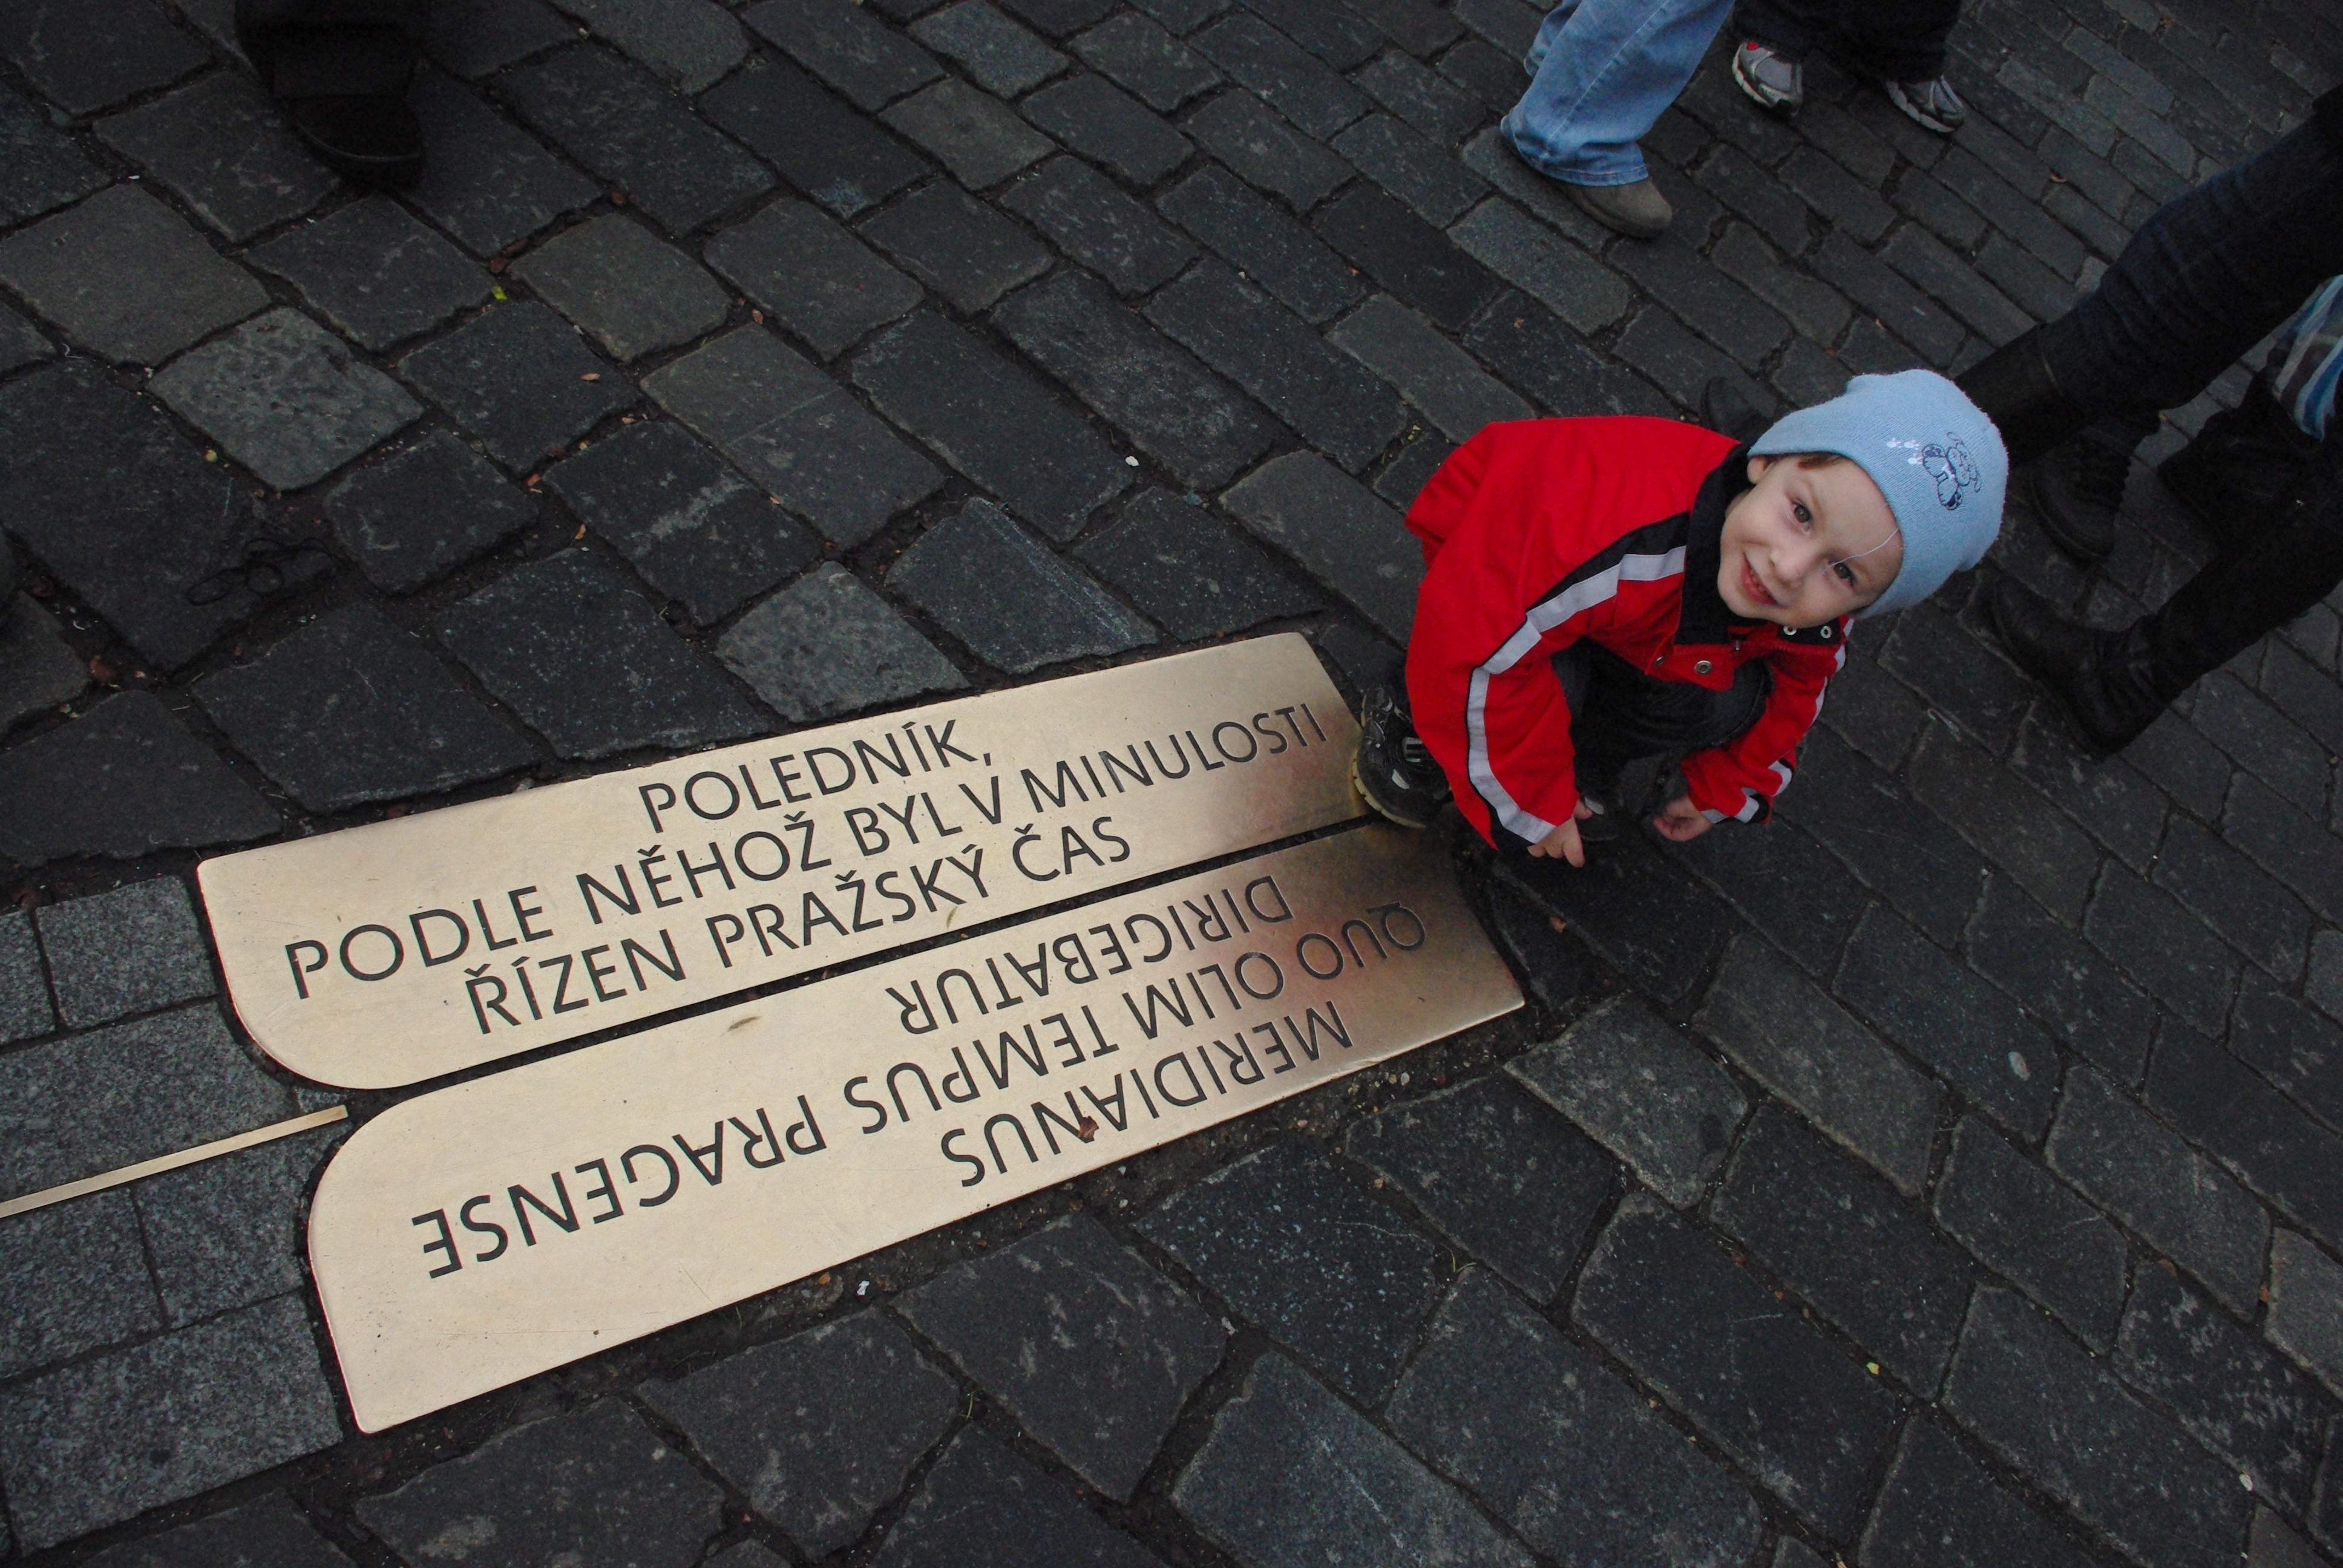 POLEDNÍK,
PODLE NĚHOŽ BYL V MINULOSTI
ŘÍZEN PRAŽSKÝ ČAS
MERIDIANUS
QUO OLIM TEMPUS PRAGENSE
DIRIGEBATUR